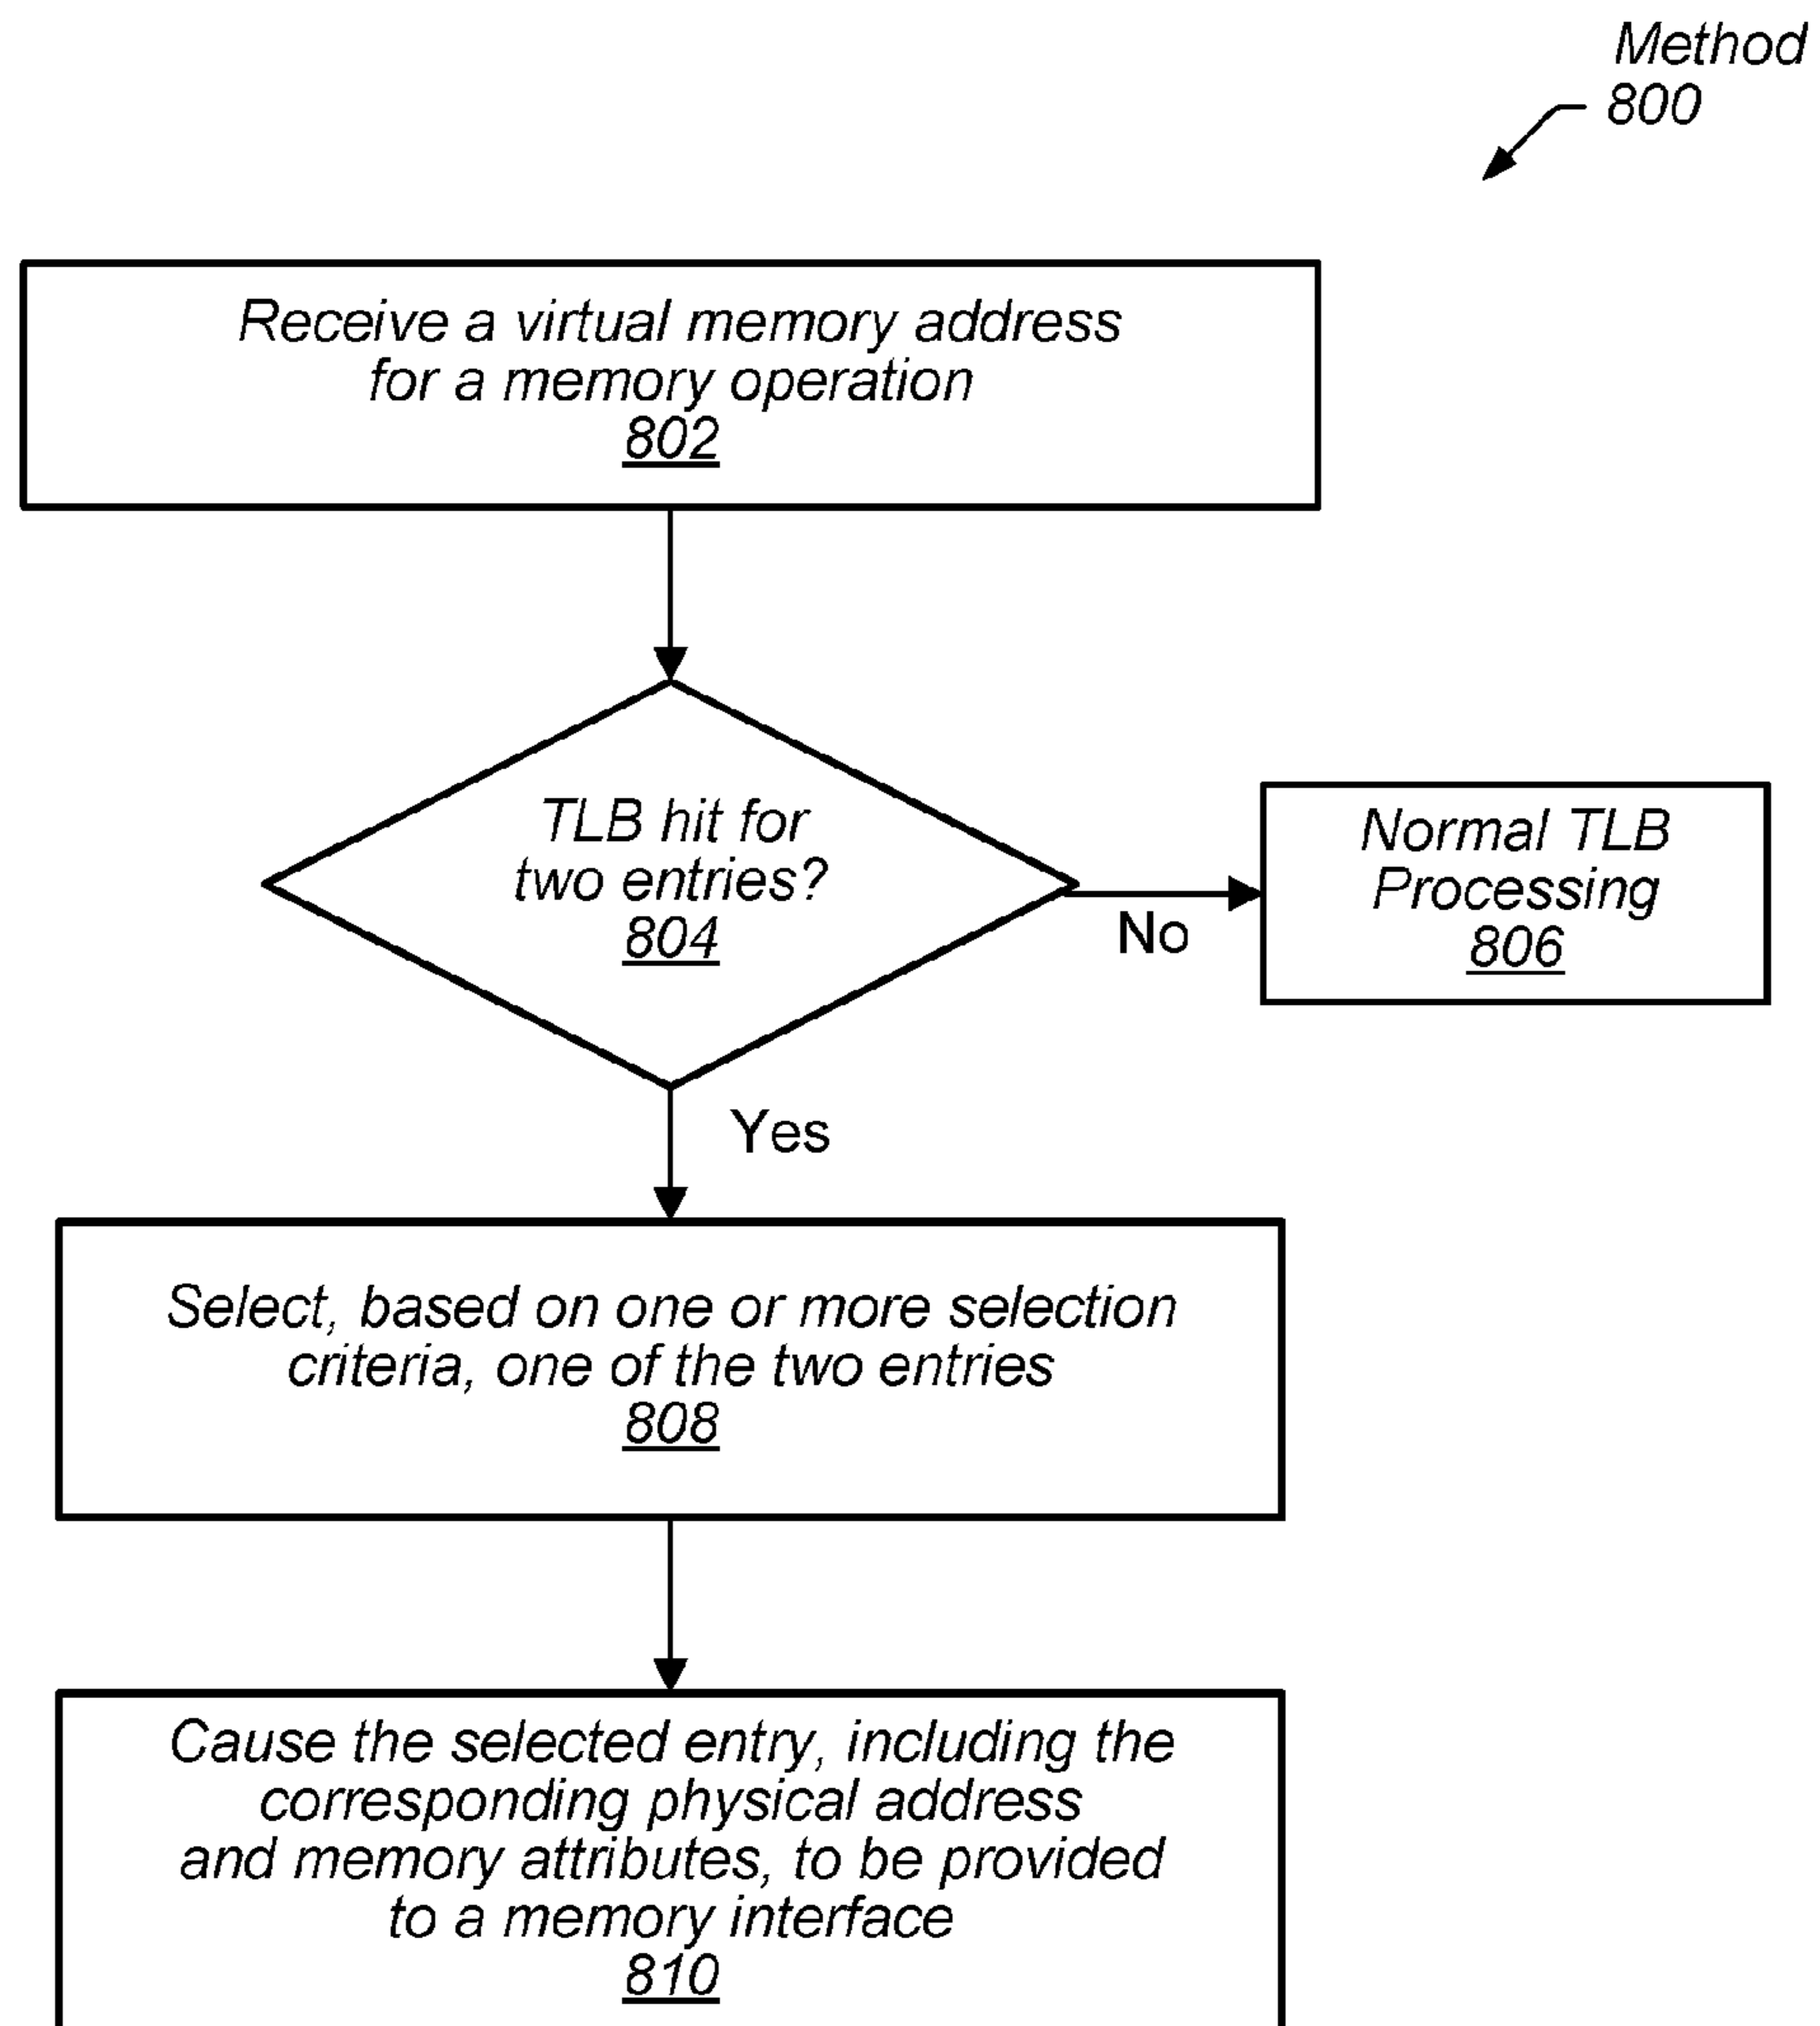 Method
800
Receive a virtual memory address
for a memory operation
802
TLB hit for
two entries?
804
No
Normal TLB
Processing
806
Yes
Select, based on one or more selection
criteria, one of the two entries
808
Cause the selected entry, including the
corresponding physical address
and memory attributes, to be provided
to a memory interface
810